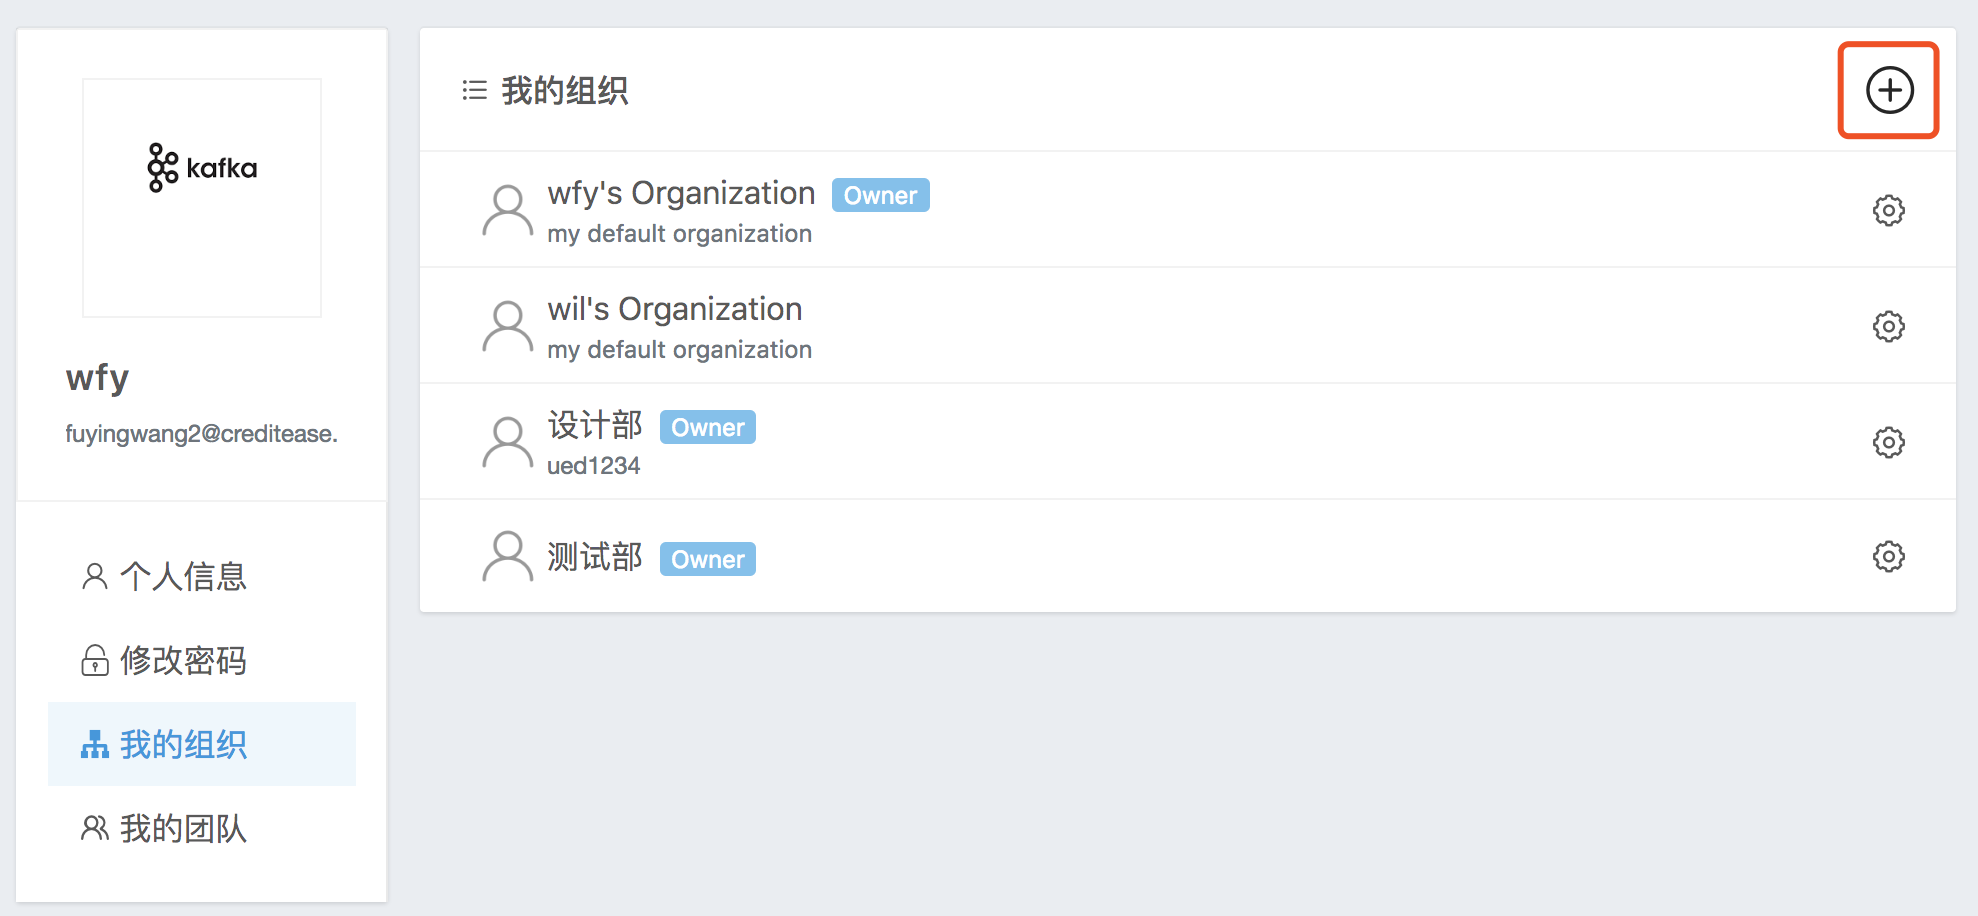 kafka
wfy
fuyingwang2@creditease.
个人信息
修改密码
我的组织
我的团队
我的组织
wfy's Organization Owner
my default organization
wil's Organization
my default organization
设计部 Owner
ued1234
测试部 Owner